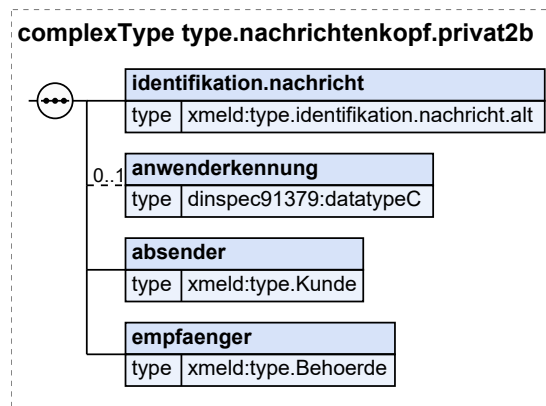 complexType type.nachrichtenkopf.privat2b
identifikation.nachricht
type xmeld:type.identifikation.nachricht.alt
0..1
anwenderkennung
type dinspec91379:datatypeC
absender
type xmeld:type.Kunde
empfaenger
type xmeld:type.Behoerde